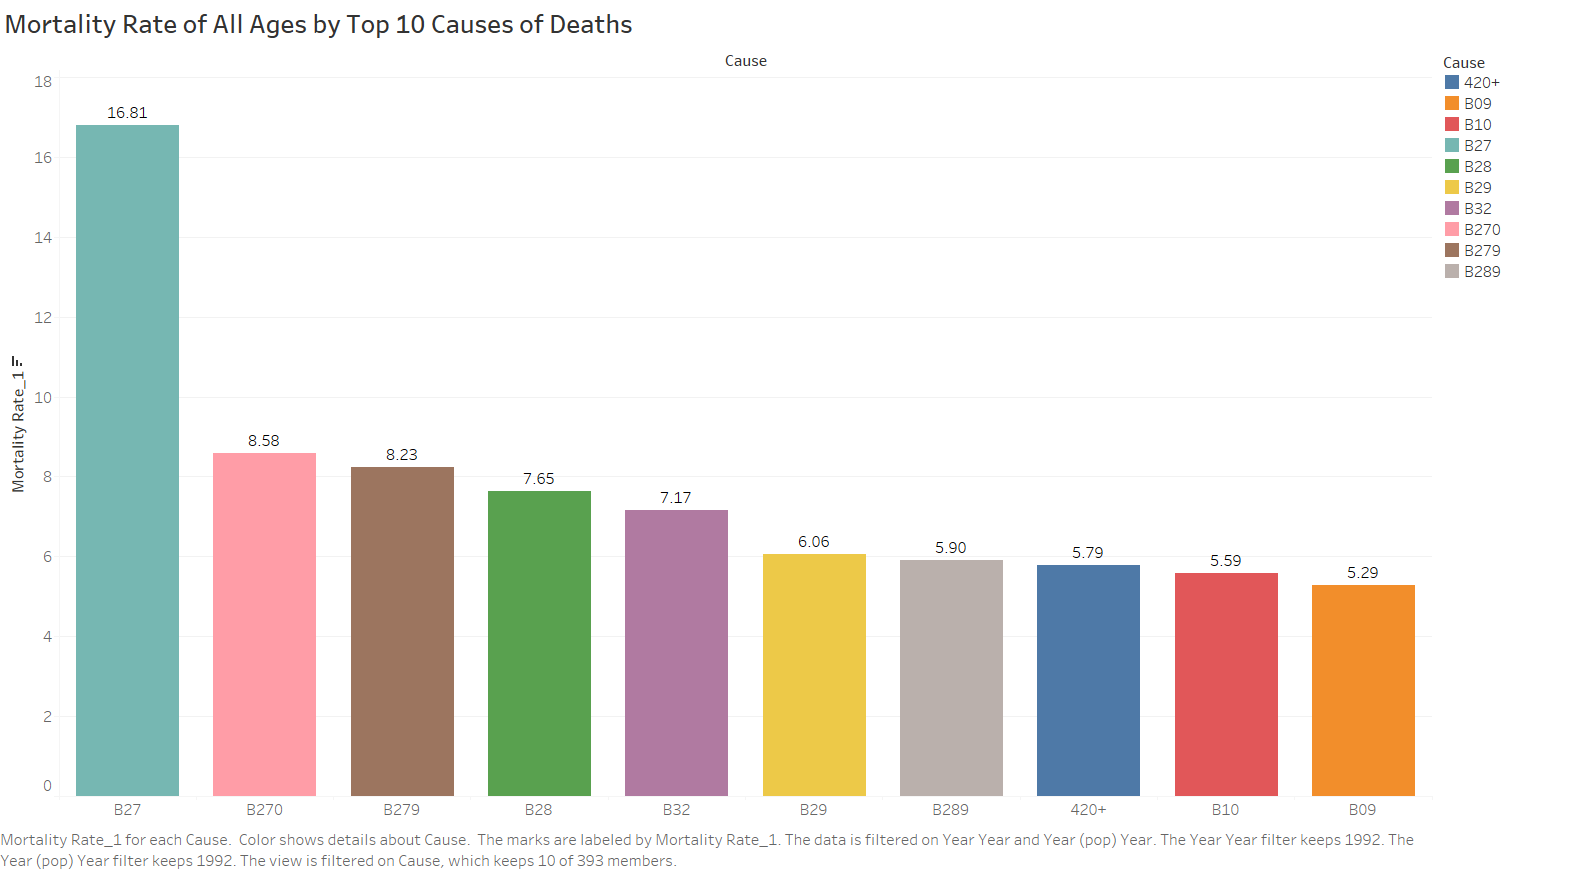 Mortality Rate of All Ages by Top 10 Causes of Deaths
Cause
Cause
420+
B09
B10
B27
B28
B29
B32
B270
B279
B289
Mortality Rate_1
18
16
14
12
10
8
6
4
2
0
16.81
8.58
8.23
7.65
7.17
6.06
5.90
5.79
5.59
5.29
B27
B270
B279
B28
B32
B29
B289
420+
B10
B09
Mortality Rate_1 for each Cause.  Color shows details about Cause.  The marks are labeled by Mortality Rate_1. The data is filtered on Year Year and Year (pop) Year. The Year Year filter keeps 1992. The
Year (pop) Year filter keeps 1992. The view is filtered on Cause, which keeps 10 of 393 members.